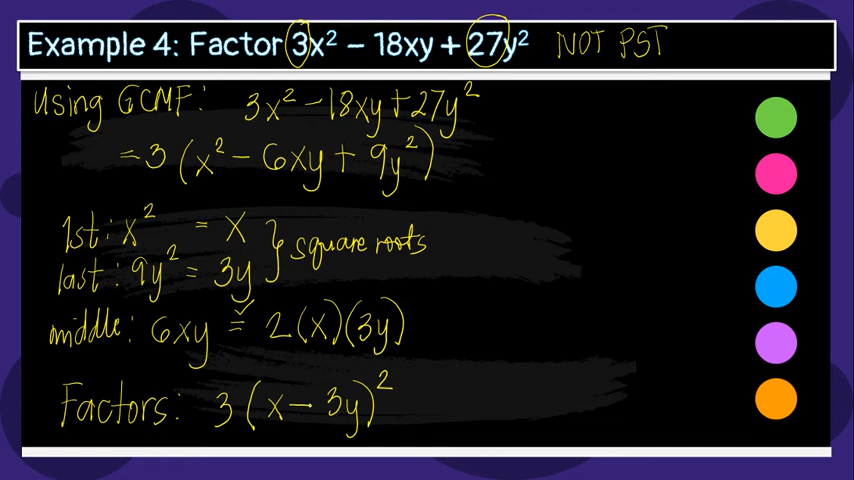 Example 4: Factor 3x² − 18xy + 27y² NOT PST
Using GCMF: 3x² − 18xy + 27y²
= 3 (x² − 6xy + 9y²)
1st: x² = x
last: 9y² = 3y } square roots
middle: 6xy = 2(x)(3y)
Factors: 3 (x − 3y)²